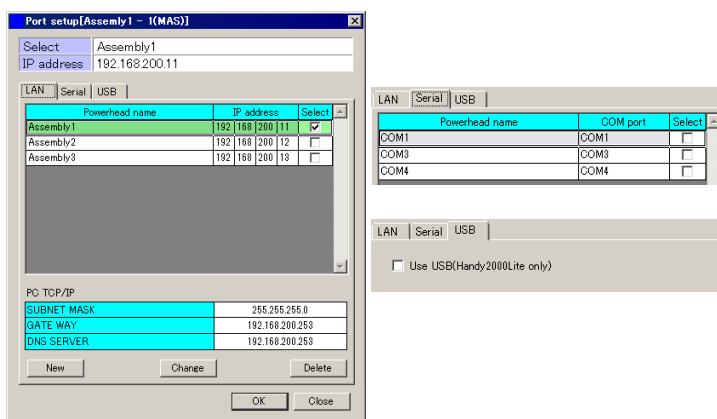 Port setup[Assemly1 - 1(MAS)]
Select Assembly1
IP address 192.168.200.11
LAN Serial USB
Powerhead name IP address Select
Assembly1 192 168 200 11
Assembly2 192 168 200 12
Assembly3 192 168 200 13
PC TCP/IP
SUBNET MASK 255.255.255.0
GATE WAY 192.168.200.253
DNS SERVER 192.168.200.253
New Change Delete
OK Close
LAN Serial USB
Powerhead name COM port Select
COM1 COM1
COM3 COM3
COM4 COM4
LAN Serial USB
Use USB(Handy2000Lite only)